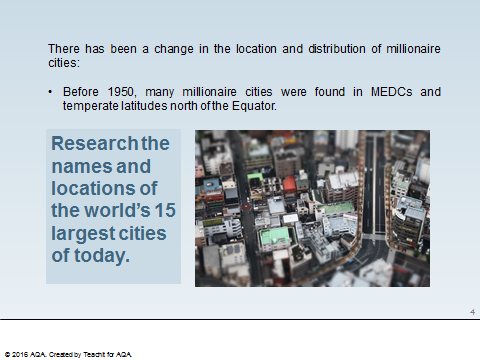 There has been a change in the location and distribution of millionaire
cities:
• Before 1950, many millionaire cities were found in MEDCs and
temperate latitudes north of the Equator.
Research the
names and
locations of
the world's 15
largest cities
of today.
4
© 2016 AQA. Created by Teachit for AQA.